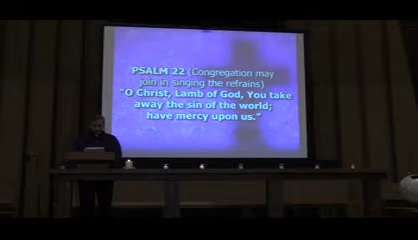 PSALM 22 (Congregation may
join in singing the refrains)
"O Christ, Lamb of God, You take
away the sin of the world;
have mercy upon us."